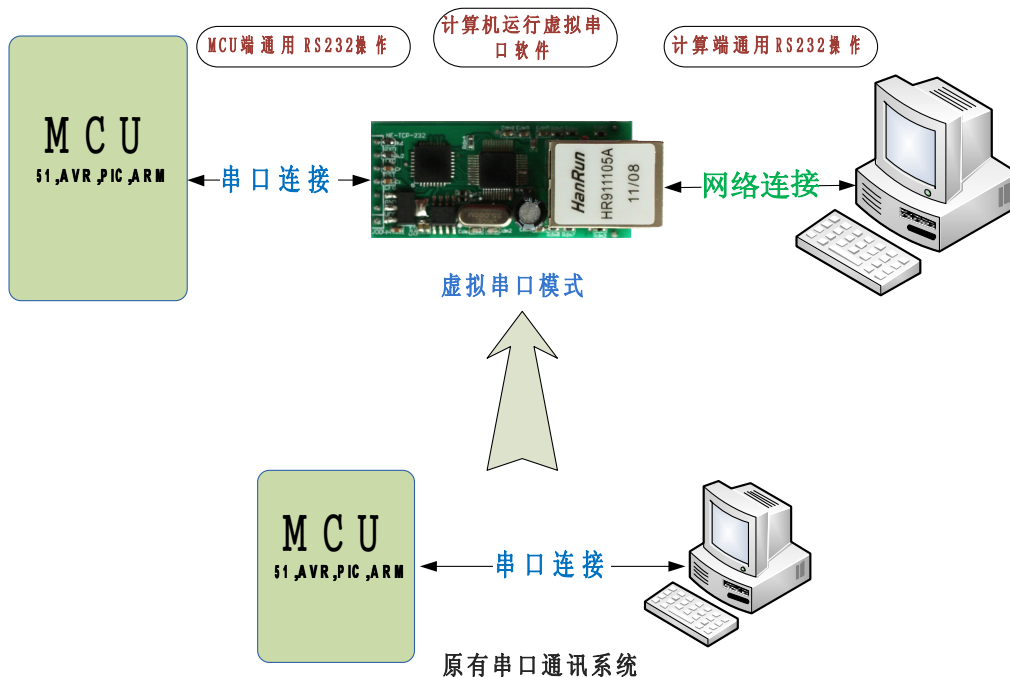 MCU端通用RS232操作
计算机运行虚拟串
口软件
计算端通用RS232操作
MCU
51,AVR,PIC,ARM
串口连接
HE-TCP-232
HanRun
HR911105A
11/08
网络连接
虚拟串口模式
MCU
51,AVR,PIC,ARM
串口连接
原有串口通讯系统